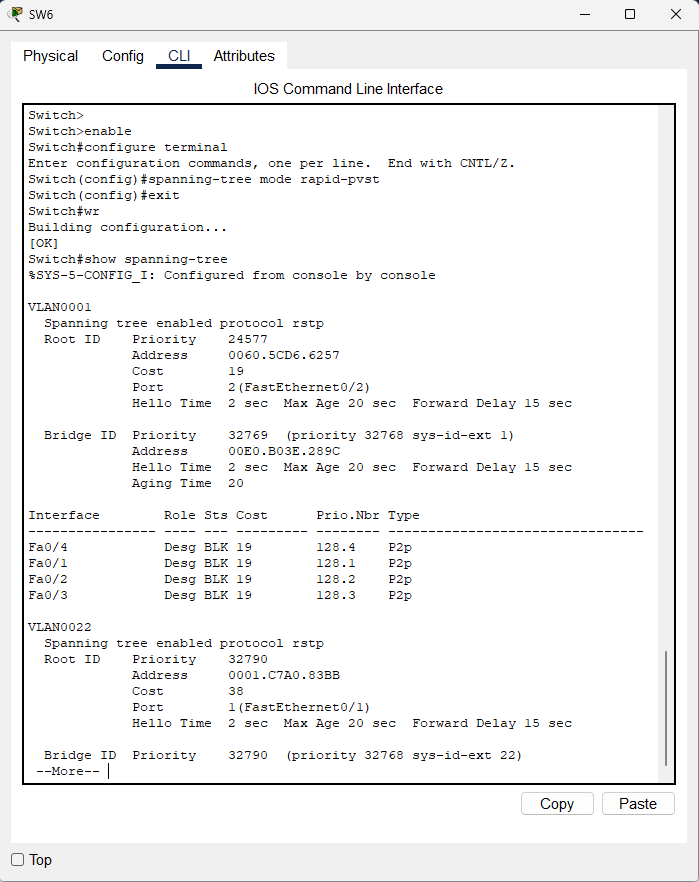 SW6
Physical Config CLI Attributes
IOS Command Line Interface
Switch>
Switch>enable
Switch#configure terminal
Enter configuration commands, one per line.  End with CNTL/Z.
Switch(config)#spanning-tree mode rapid-pvst
Switch(config)#exit
Switch#wr
Building configuration...
[OK]
Switch#show spanning-tree
%SYS-5-CONFIG_I: Configured from console by console
VLAN0001
  Spanning tree enabled protocol rstp
  Root ID    Priority    24577
             Address     0060.5CD6.6257
             Cost        19
             Port        2(FastEthernet0/2)
             Hello Time  2 sec  Max Age 20 sec  Forward Delay 15 sec
  Bridge ID  Priority    32769  (priority 32768 sys-id-ext 1)
             Address     00E0.B03E.289C
             Hello Time  2 sec  Max Age 20 sec  Forward Delay 15 sec
             Aging Time  20
Interface        Role Sts Cost      Prio.Nbr Type
---------------- ---- --- --------- -------- --------------------------------
Fa0/4            Desg BLK 19        128.4    P2p
Fa0/1            Desg BLK 19        128.1    P2p
Fa0/2            Desg BLK 19        128.2    P2p
Fa0/3            Desg BLK 19        128.3    P2p
VLAN0022
  Spanning tree enabled protocol rstp
  Root ID    Priority    32790
             Address     0001.C7A0.83BB
             Cost        38
             Port        1(FastEthernet0/1)
             Hello Time  2 sec  Max Age 20 sec  Forward Delay 15 sec
  Bridge ID  Priority    32790  (priority 32768 sys-id-ext 22)
 --More--
Copy Paste
Top